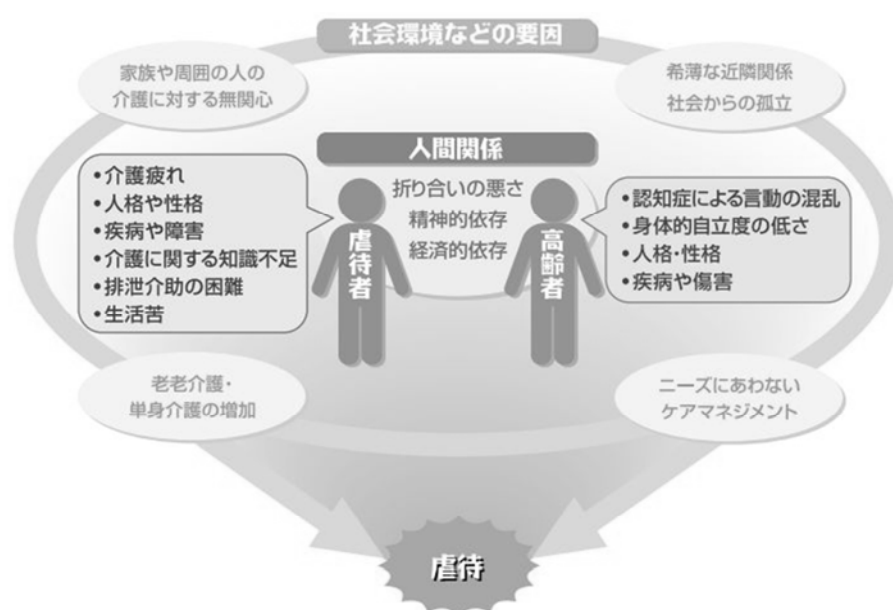 社会環境などの要因
家族や周囲の人の
介護に対する無関心
希薄な近隣関係
社会からの孤立
人間関係
折り合いの悪さ
精神的依存
経済的依存
•介護疲れ
•人格や性格
•疾病や障害
•介護に関する知識不足
•排泄介助の困難
•生活苦
虐待者
高齢者
•認知症による言動の混乱
•身体的自立度の低さ
•人格・性格
•疾病や傷害
老老介護・
単身介護の増加
ニーズにあわない
ケアマネジメント
虐待